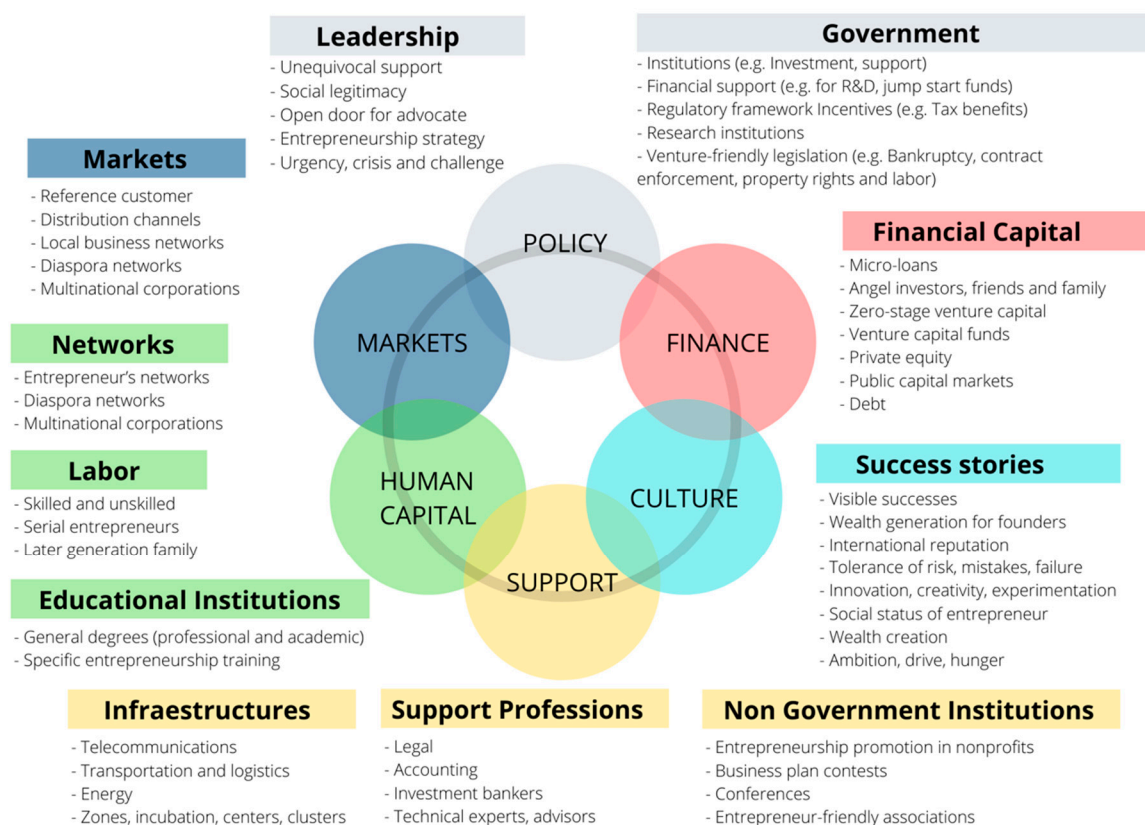 Leadership
- Unequivocal support
- Social legitimacy
- Open door for advocate
- Entrepreneurship strategy
- Urgency, crisis and challenge
Government
- Institutions (e.g. Investment, support)
- Financial support (e.g. for R&D, jump start funds)
- Regulatory framework Incentives (e.g. Tax benefits)
- Research institutions
- Venture-friendly legislation (e.g. Bankruptcy, contract
enforcement, property rights and labor)
Markets
- Reference customer
- Distribution channels
- Local business networks
- Diaspora networks
- Multinational corporations
POLICY
MARKETS
FINANCE
HUMAN
CAPITAL
CULTURE
SUPPORT
Financial Capital
- Micro-loans
- Angel investors, friends and family
- Zero-stage venture capital
- Venture capital funds
- Private equity
- Public capital markets
- Debt
Networks
- Entrepreneur's networks
- Diaspora networks
- Multinational corporations
Labor
- Skilled and unskilled
- Serial entrepreneurs
- Later generation family
Success stories
- Visible successes
- Wealth generation for founders
- International reputation
- Tolerance of risk, mistakes, failure
- Innovation, creativity, experimentation
- Social status of entrepreneur
- Wealth creation
- Ambition, drive, hunger
Educational Institutions
- General degrees (professional and academic)
- Specific entrepreneurship training
Infraestructures
- Telecommunications
- Transportation and logistics
- Energy
- Zones, incubation, centers, clusters
Support Professions
- Legal
- Accounting
- Investment bankers
- Technical experts, advisors
Non Government Institutions
- Entrepreneurship promotion in nonprofits
- Business plan contests
- Conferences
- Entrepreneur-friendly associations